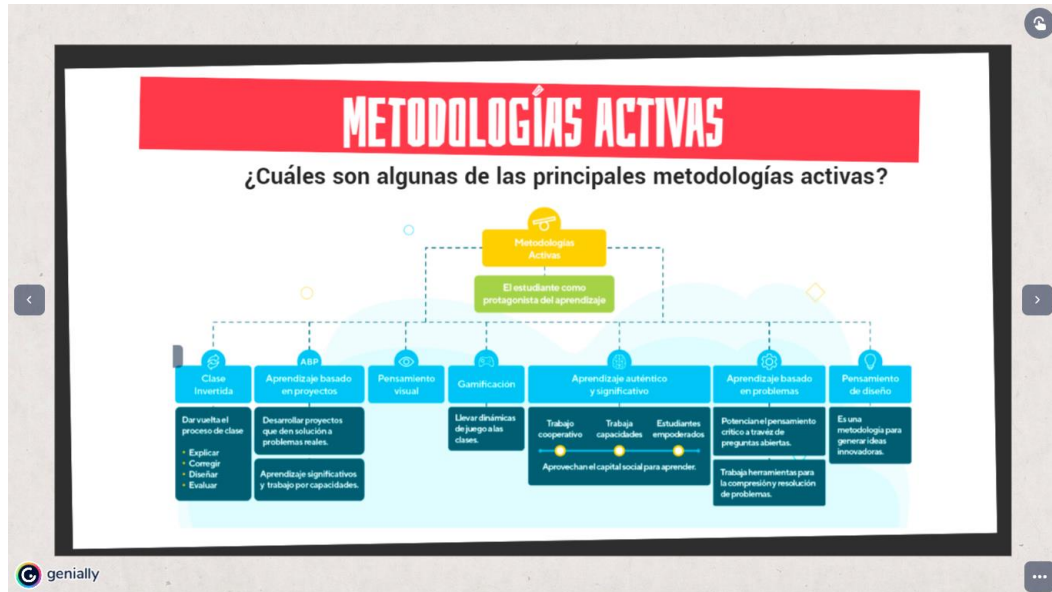 METODOLOGÍAS ACTIVAS
¿Cuáles son algunas de las principales metodologías activas?
Metodologías
Activas
El estudiante como
protagonista del aprendizaje
Clase
Invertida
Dar vuelta el
proceso de clase
• Explicar
• Corregir
• Diseñar
• Evaluar
ABP
Aprendizaje basado
en proyectos
Desarrollar proyectos
que den solución a
problemas reales.
Aprendizaje significativos
y trabajo por capacidades.
Pensamiento
visual
Gamificación
Llevar dinámicas
de juego a las
clases.
Aprendizaje auténtico
y significativo
Trabajo
cooperativo
Trabaja
capacidades
Estudiantes
empoderados
Aprovechan el capital social para aprender.
Aprendizaje basado
en problemas
Potencian el pensamiento
crítico a travéz de
preguntas abiertas.
Trabaja herramientas para
la compresión y resolución
de problemas.
Pensamiento
de diseño
Es una
metodología para
generar ideas
innovadoras.
genially